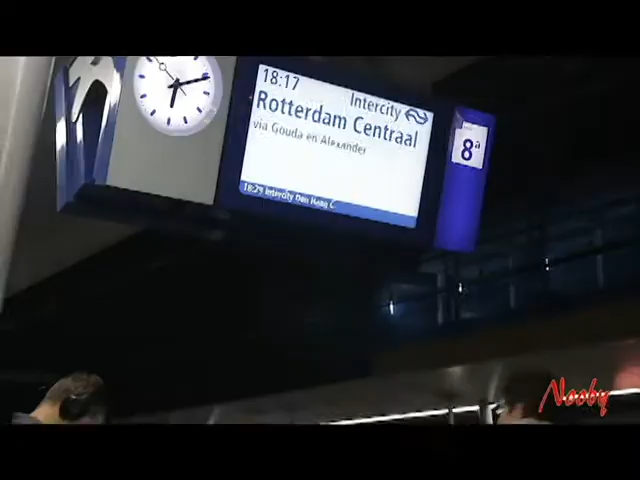 18:17
Intercity
Rotterdam Centraal
via Gouda en Alexander
18:29 Intercity Den Haag C
8a
Nooby